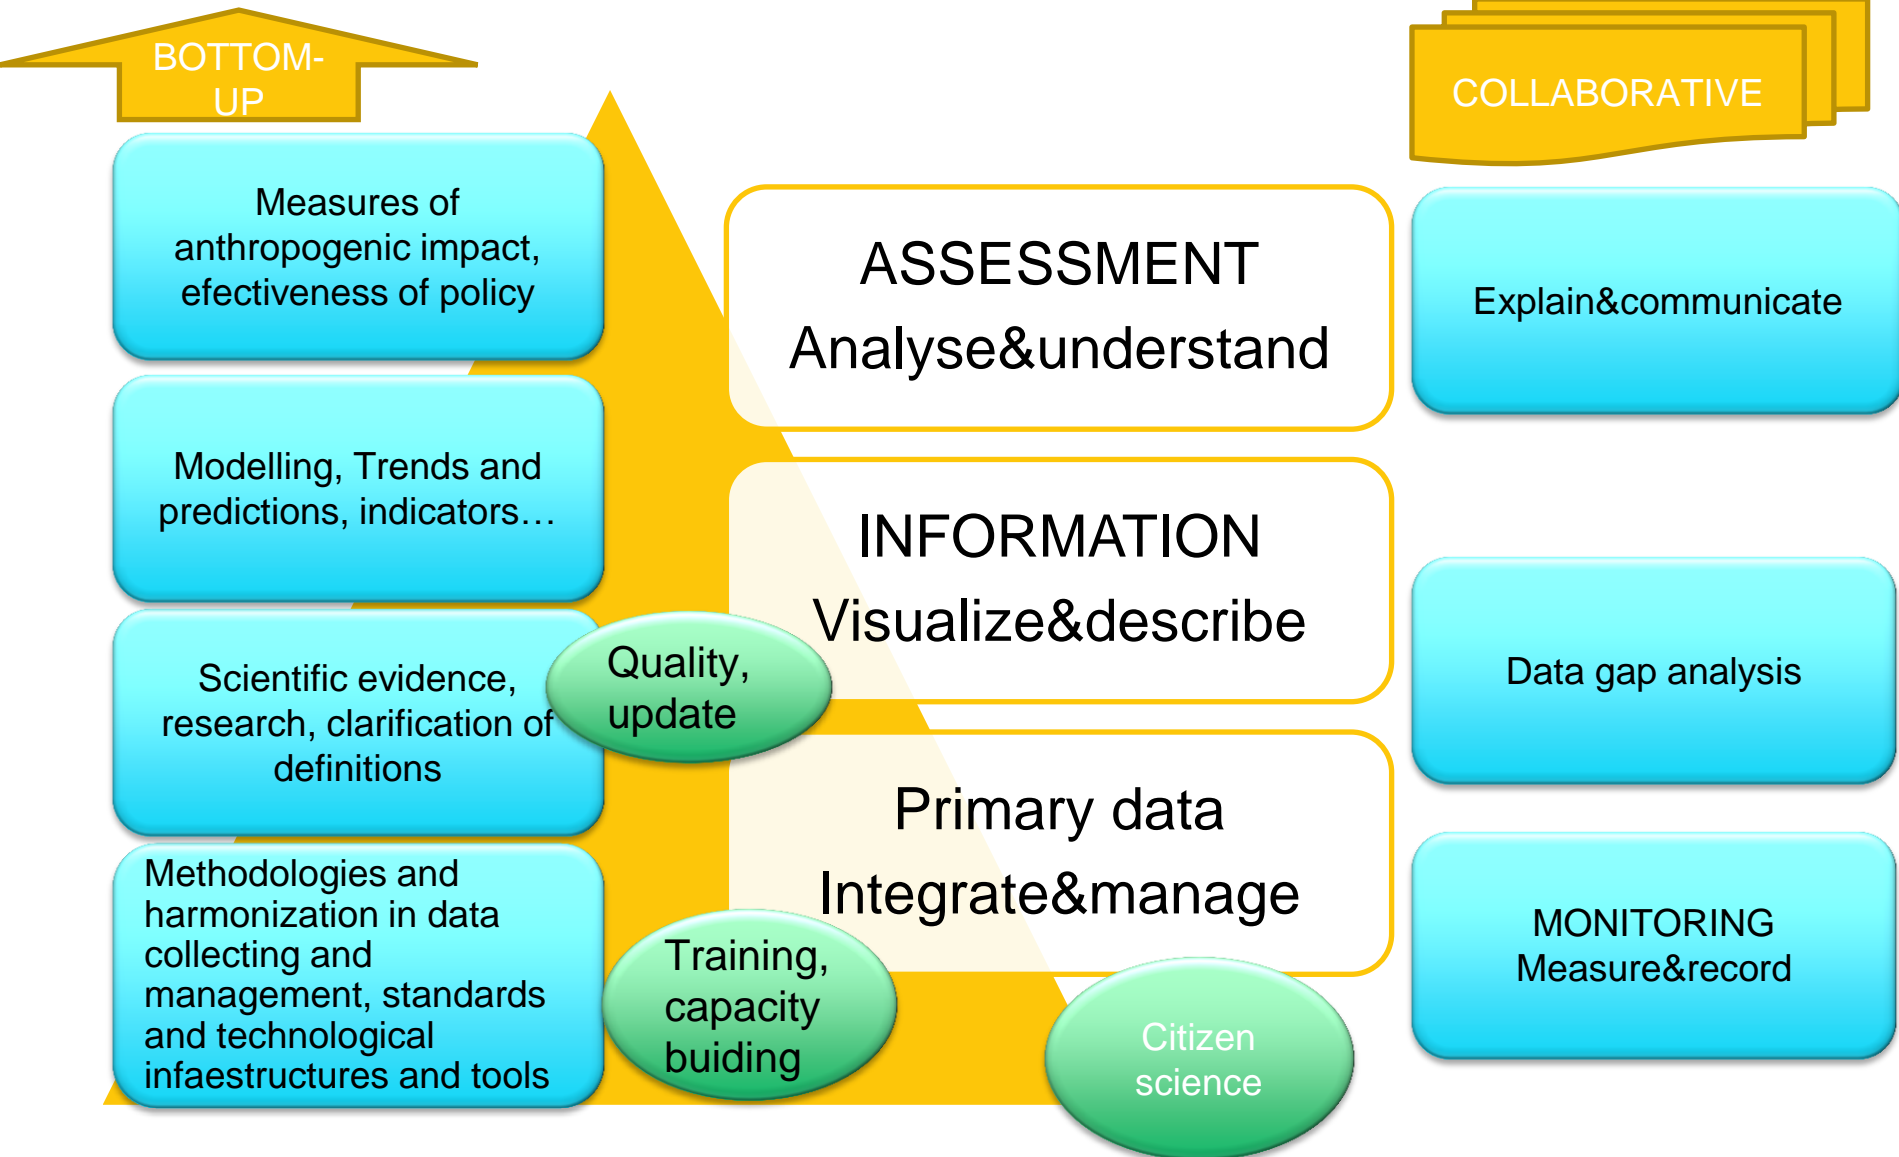 BOTTOM-
UP
COLLABORATIVE
Measures of
anthropogenic impact,
efectiveness of policy
Modelling, Trends and
predictions, indicators…
Scientific evidence,
research, clarification of
definitions
Methodologies and
harmonization in data
collecting and
management, standards
and technological
infaestructures and tools
ASSESSMENT
Analyse&understand
INFORMATION
Visualize&describe
Primary data
Integrate&manage
Quality,
update
Training,
capacity
buiding
Citizen
science
Explain&communicate
Data gap analysis
MONITORING
Measure&record